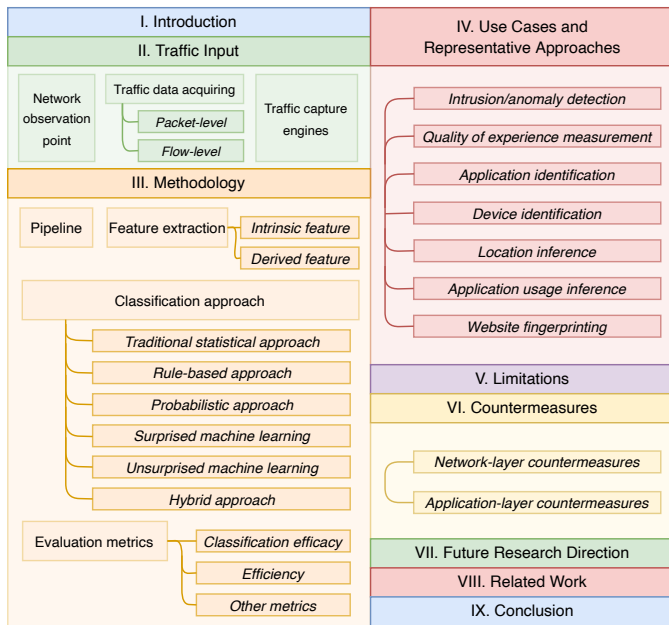 I. Introduction
II. Traffic Input
Network
observation
point
Traffic data acquiring
Packet-level
Flow-level
Traffic capture
engines
III. Methodology
Pipeline
Feature extraction
Intrinsic feature
Derived feature
Classification approach
Traditional statistical approach
Rule-based approach
Probabilistic approach
Surprised machine learning
Unsurprised machine learning
Hybrid approach
Evaluation metrics
Classification efficacy
Efficiency
Other metrics
IV. Use Cases and
Representative Approaches
Intrusion/anomaly detection
Quality of experience measurement
Application identification
Device identification
Location inference
Application usage inference
Website fingerprinting
V. Limitations
VI. Countermeasures
Network-layer countermeasures
Application-layer countermeasures
VII. Future Research Direction
VIII. Related Work
IX. Conclusion